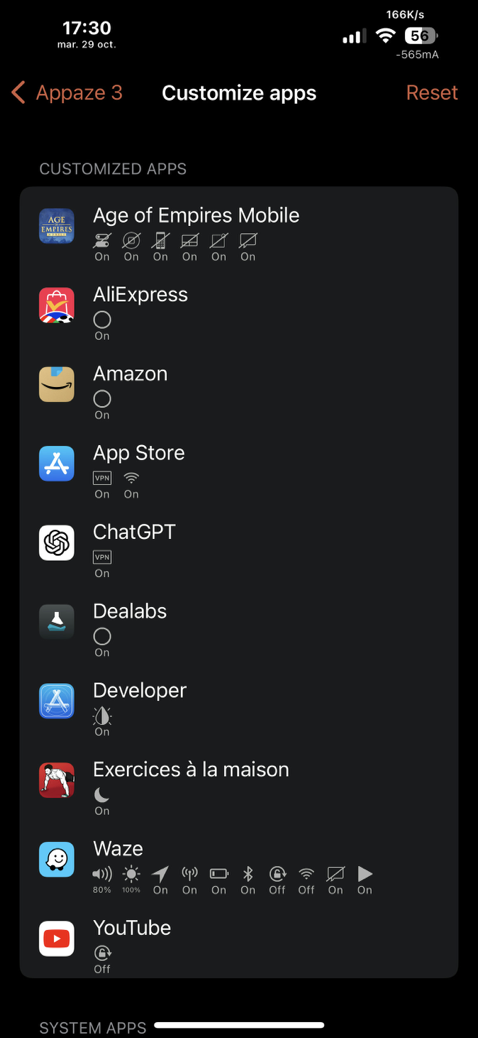 17:30
mar. 29 oct.
166K/s
56
-565mA
Appaze 3
Customize apps
Reset
CUSTOMIZED APPS
AGE
OF
EMPIRES
Age of Empires Mobile
On On On On On On
AliExpress
On
Amazon
On
App Store
VPN
On On
ChatGPT
VPN
On
Dealabs
On
Developer
On
Exercices à la maison
On
Waze
80% 100% On On On On Off Off On On
YouTube
Off
SYSTEM APPS